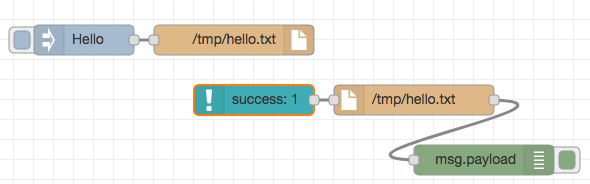 Hello
/tmp/hello.txt
success: 1
/tmp/hello.txt
msg.payload